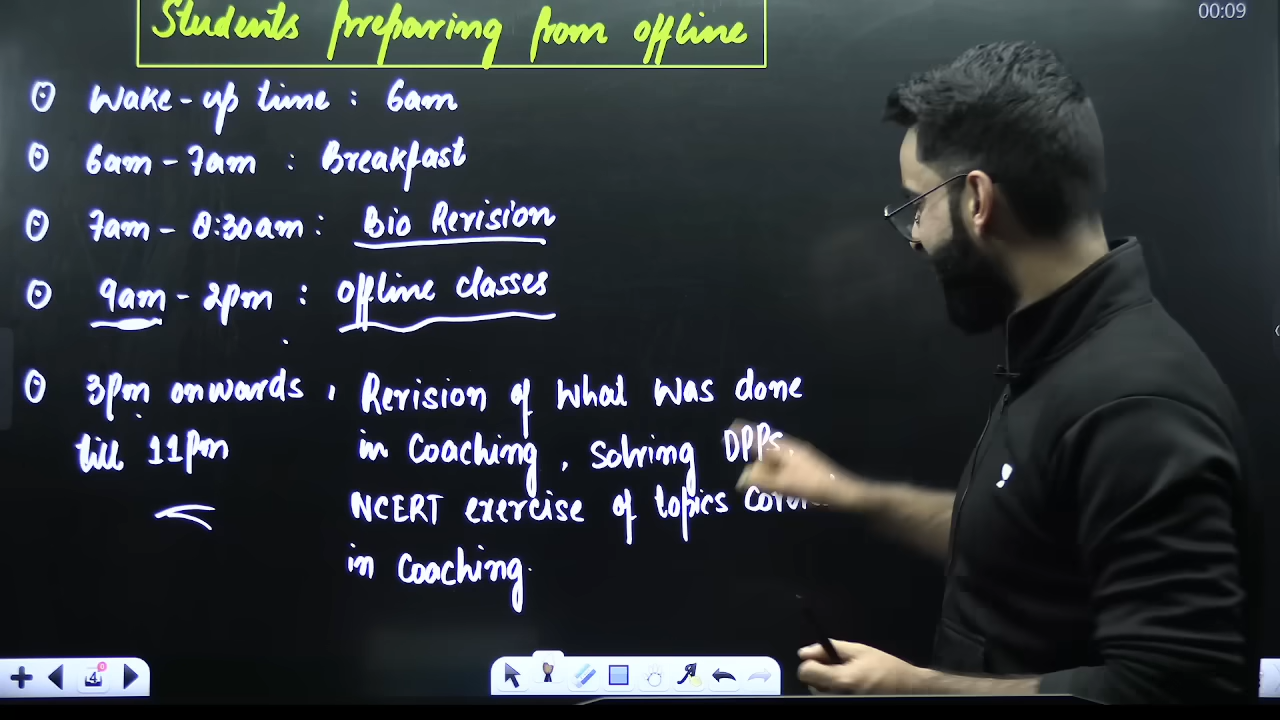 00:09
Students Preparing from offline
Wake-up time : 6am
6am - 7am : Breakfast
7am - 8:30am : Bio Revision
9am - 2pm : Offline classes
3pm onwards, Revision of what was done
till 11pm in Coaching, solving DPPs,
NCERT exercise of topics
in Coaching.
4
0